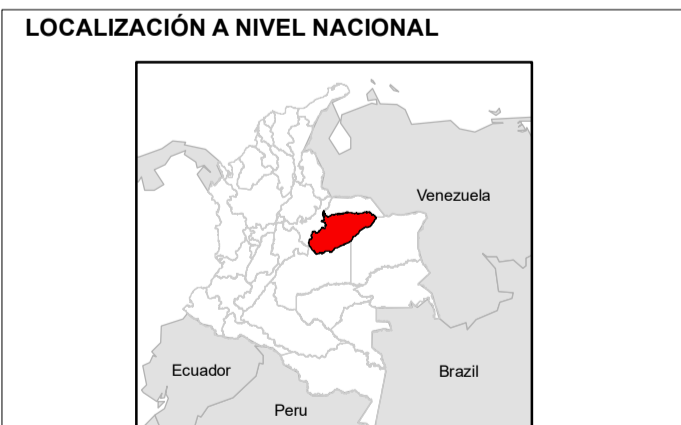 LOCALIZACIÓN A NIVEL NACIONAL
Venezuela
Ecuador
Brazil
Peru